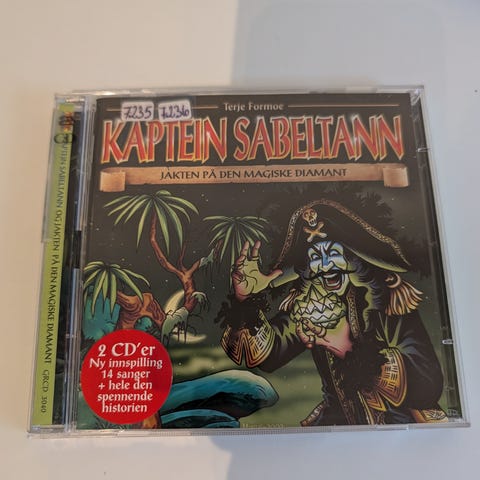 7235 7236
Terje Formoe
KAPTEIN SABELTANN
JAKTEN PÅ DEN MAGISKE DIAMANT
2 CD'er
Ny innspilling
14 sanger
+ hele den
spennende
historien
KAPTEIN SABELTANN OG JAKTEN PÅ DEN MAGISKE DIAMANT GRCD 3040